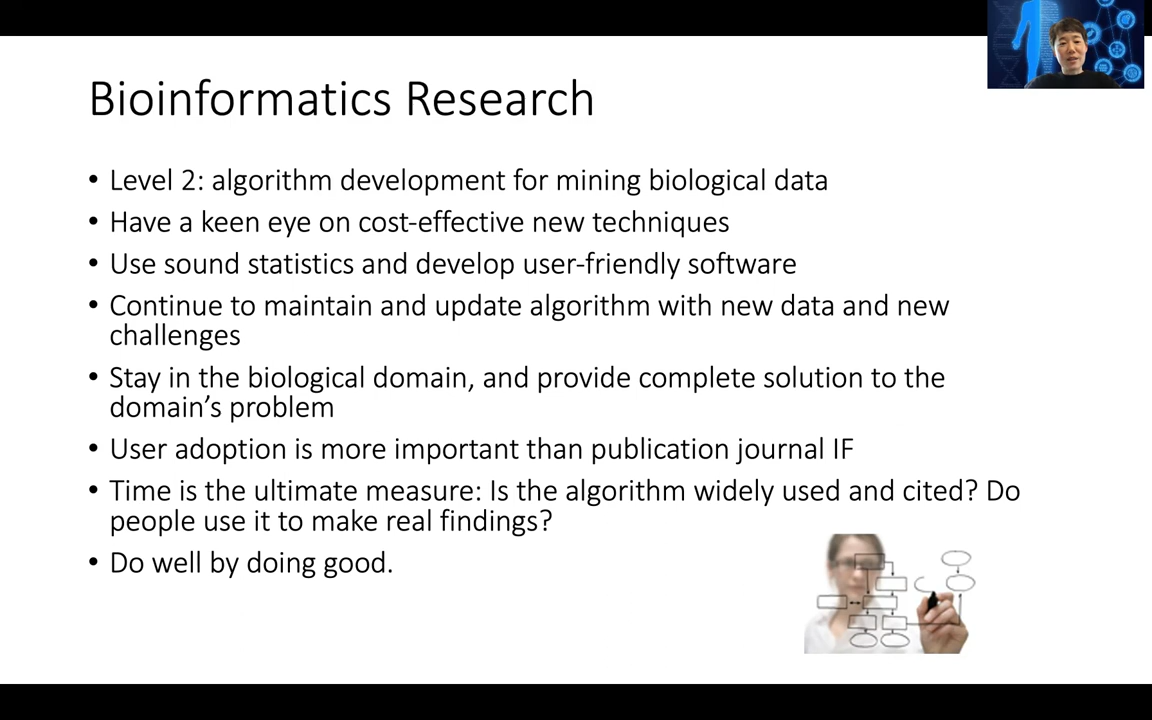 Bioinformatics Research
• Level 2: algorithm development for mining biological data
• Have a keen eye on cost-effective new techniques
• Use sound statistics and develop user-friendly software
• Continue to maintain and update algorithm with new data and new
challenges
• Stay in the biological domain, and provide complete solution to the
domain’s problem
• User adoption is more important than publication journal IF
• Time is the ultimate measure: Is the algorithm widely used and cited? Do
people use it to make real findings?
• Do well by doing good.